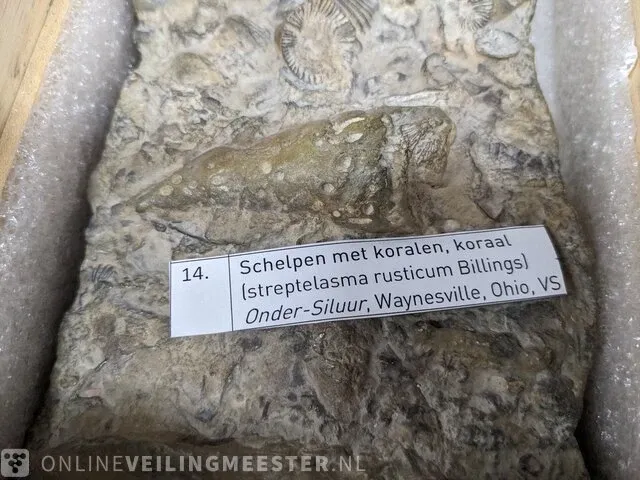 14.
Schelpen met koralen, koraal
(streptelasma rusticum Billings)
Onder-Siluur, Waynesville, Ohio, VS
ONLINEVEILINGMEESTER.NL